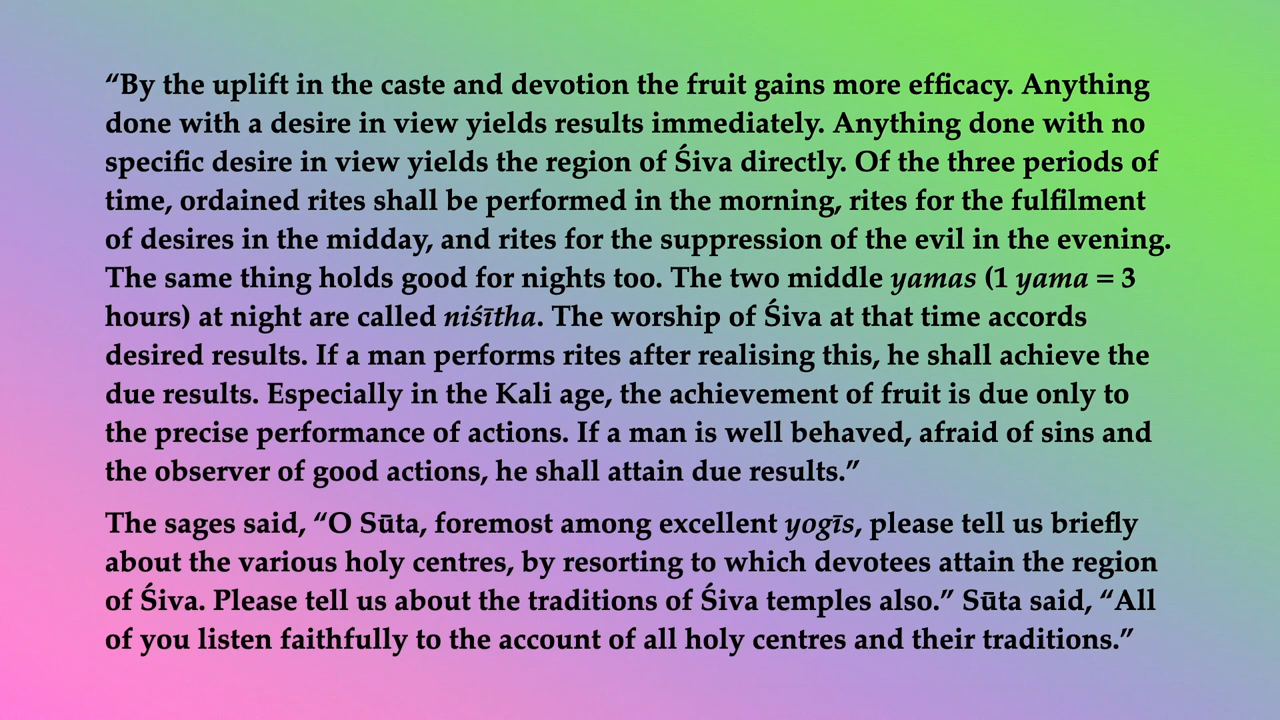 “By the uplift in the caste and devotion the fruit gains more efficacy. Anything
done with a desire in view yields results immediately. Anything done with no
specific desire in view yields the region of Śiva directly. Of the three periods of
time, ordained rites shall be performed in the morning, rites for the fulfilment
of desires in the midday, and rites for the suppression of the evil in the evening.
The same thing holds good for nights too. The two middle yamas (1 yama = 3
hours) at night are called niśītha. The worship of Śiva at that time accords
desired results. If a man performs rites after realising this, he shall achieve the
due results. Especially in the Kali age, the achievement of fruit is due only to
the precise performance of actions. If a man is well behaved, afraid of sins and
the observer of good actions, he shall attain due results.”
The sages said, “O Sūta, foremost among excellent yogīs, please tell us briefly
about the various holy centres, by resorting to which devotees attain the region
of Śiva. Please tell us about the traditions of Śiva temples also.” Sūta said, “All
of you listen faithfully to the account of all holy centres and their traditions.”